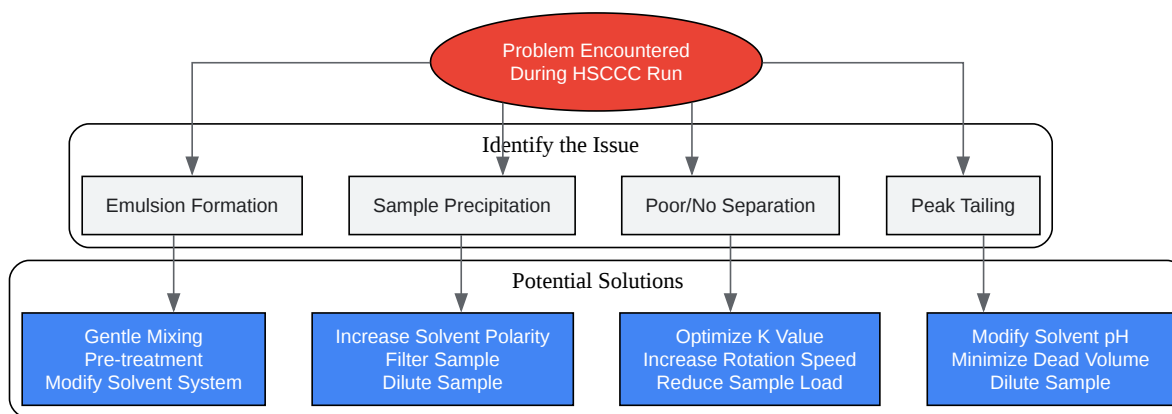 Problem Encountered
During HSCCC Run
Identify the Issue
Emulsion Formation
Sample Precipitation
Poor/No Separation
Peak Tailing
Potential Solutions
Gentle Mixing
Pre-treatment
Modify Solvent System
Increase Solvent Polarity
Filter Sample
Dilute Sample
Optimize K Value
Increase Rotation Speed
Reduce Sample Load
Modify Solvent pH
Minimize Dead Volume
Dilute Sample